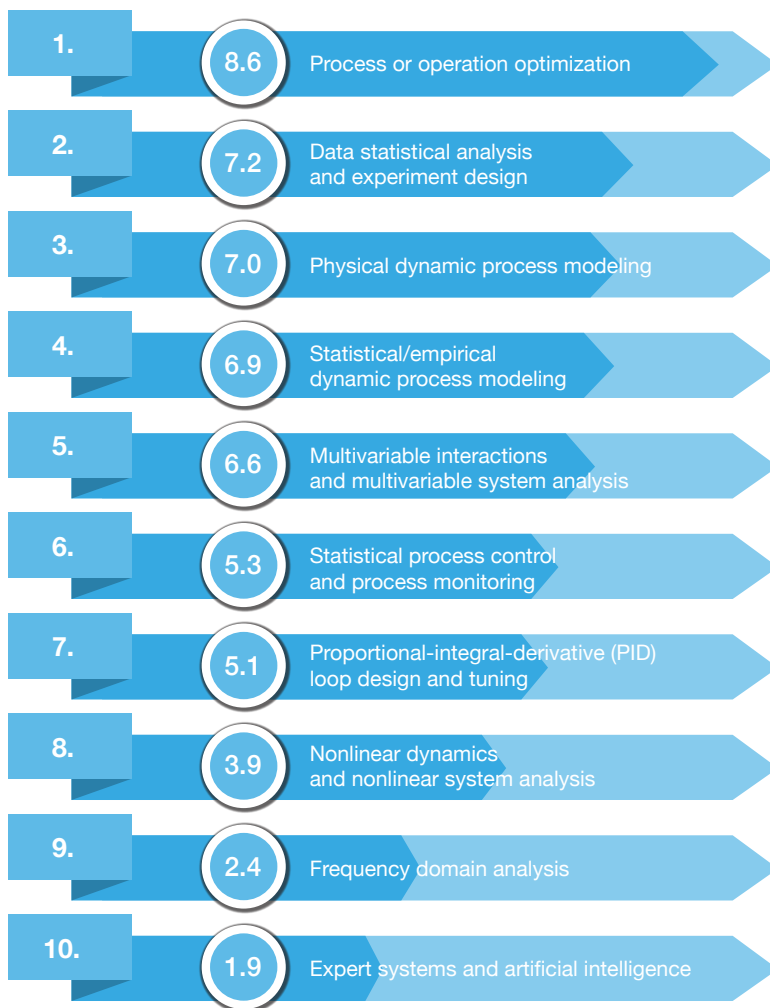 1.
8.6
Process or operation optimization
2.
7.2
Data statistical analysis
and experiment design
3.
7.0
Physical dynamic process modeling
4.
6.9
Statistical/empirical
dynamic process modeling
5.
6.6
Multivariable interactions
and multivariable system analysis
6.
5.3
Statistical process control
and process monitoring
7.
5.1
Proportional-integral-derivative (PID)
loop design and tuning
8.
3.9
Nonlinear dynamics
and nonlinear system analysis
9.
2.4
Frequency domain analysis
10.
1.9
Expert systems and artificial intelligence